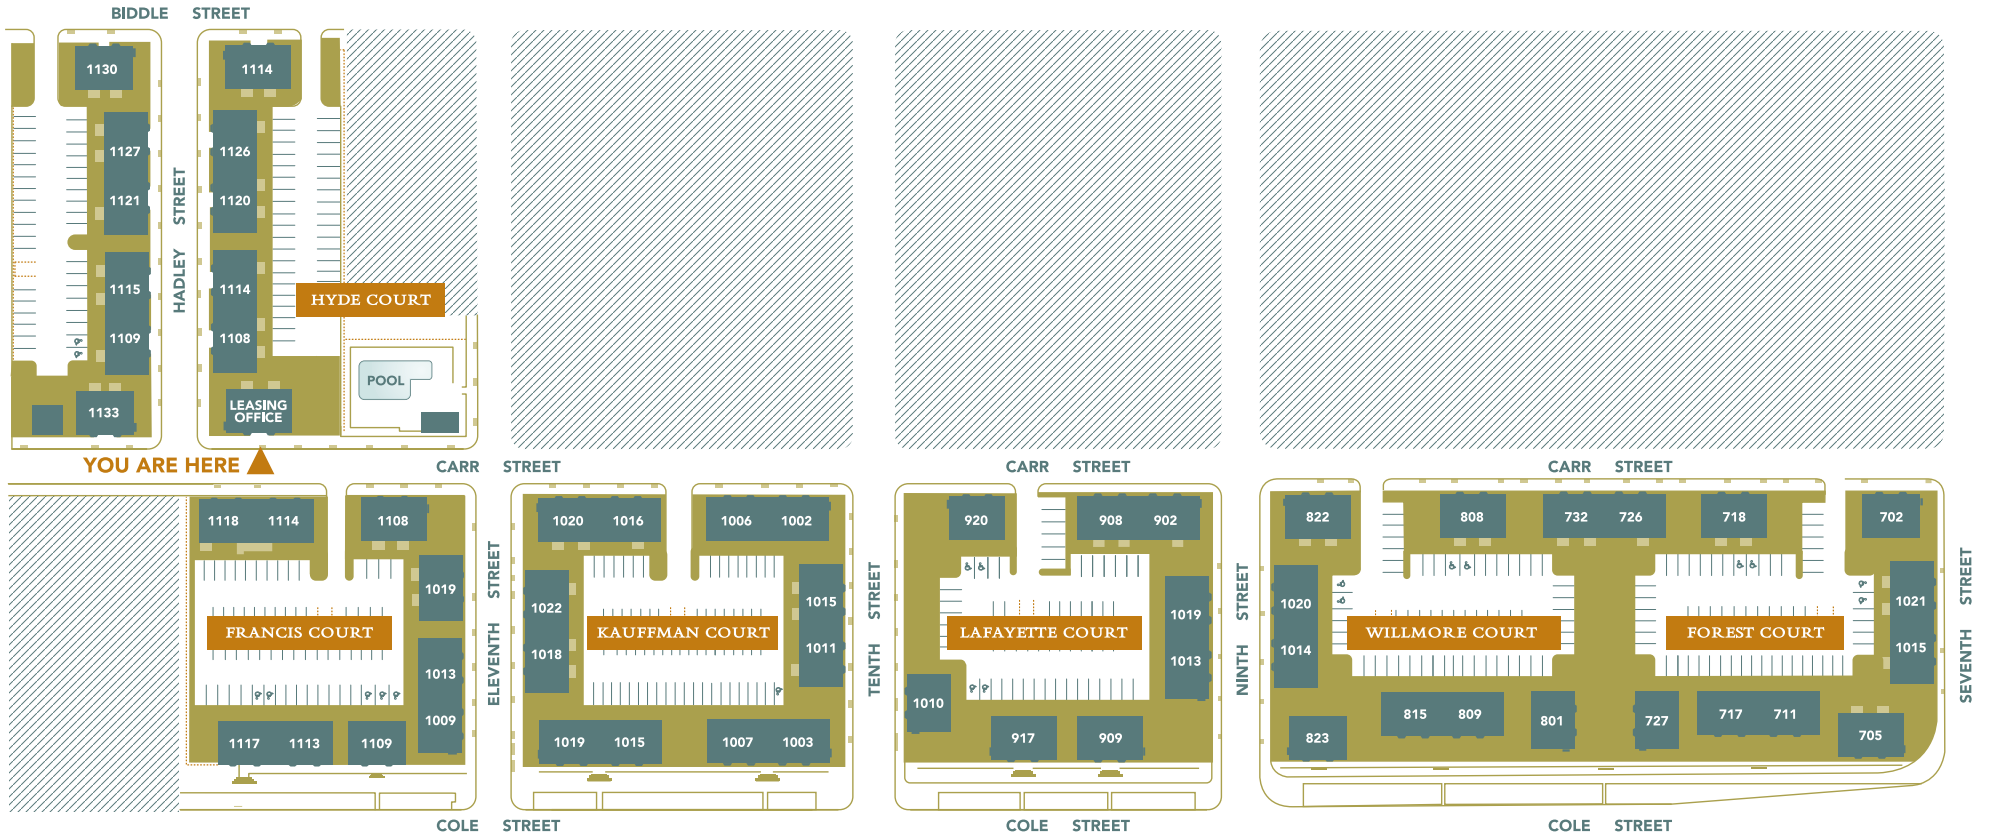 BIDDLE STREET
1130
1114
1127
1126
1121
1120
HADLEY STREET
1115
1114
HYDE COURT
1109
1108
POOL
1133
LEASING
OFFICE
YOU ARE HERE
CARR STREET
CARR STREET
CARR STREET
1118 1114
1108
1019
FRANCIS COURT
1013
1009
1117 1113
1109
ELEVENTH STREET
1020 1016
1006 1002
1022
1015
KAUFFMAN COURT
1018
1011
1019 1015
1007 1003
TENTH STREET
920
908 902
1019
LAFAYETTE COURT
1013
1010
917
909
NINTH STREET
822
808
732 726
718
702
1020
1021
WILLMORE COURT
FOREST COURT
1014
1015
815 809
801
727
717 711
823
705
SEVENTH STREET
COLE STREET
COLE STREET
COLE STREET